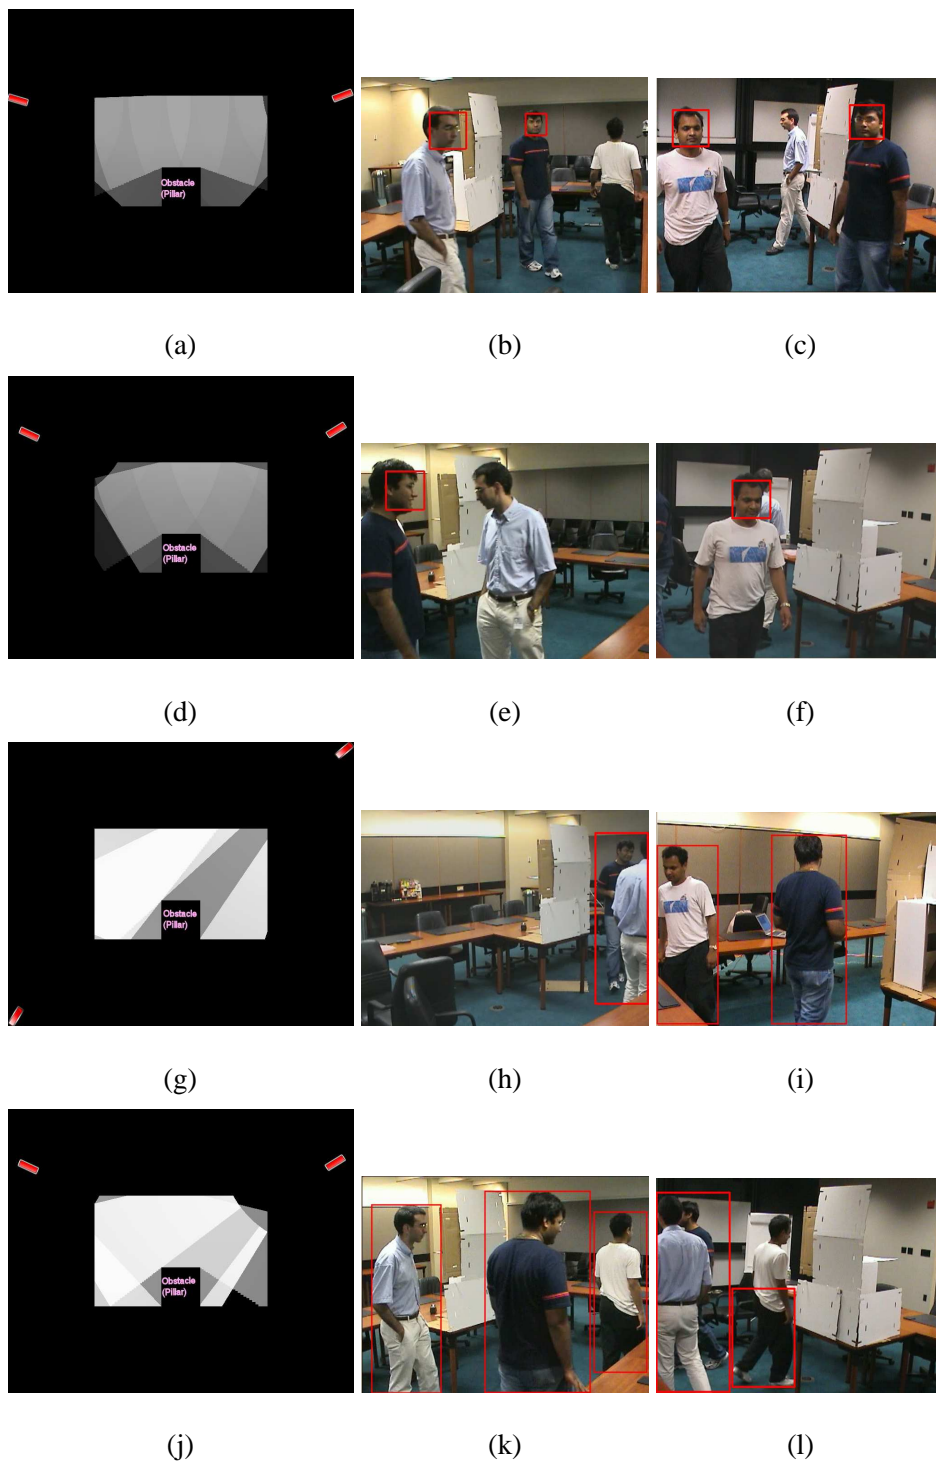 Obstacle
(Pillar)
(a)
(b)
(c)
Obstacle
(Pillar)
(d)
(e)
(f)
Obstacle
(Pillar)
(g)
(h)
(i)
Obstacle
(Pillar)
(j)
(k)
(l)